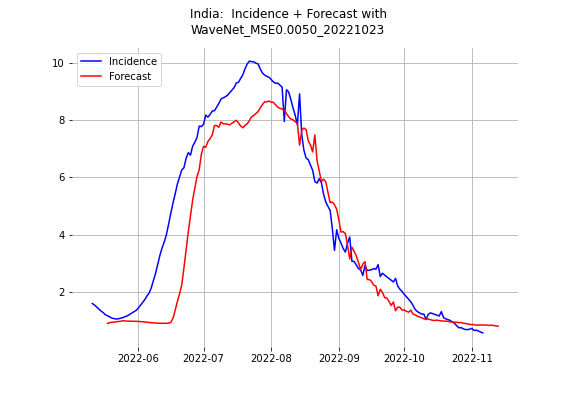 India:  Incidence + Forecast with
WaveNet_MSE0.0050_20221023
Incidence
Forecast
10
8
6
4
2
2022-06 2022-07 2022-08 2022-09 2022-10 2022-11